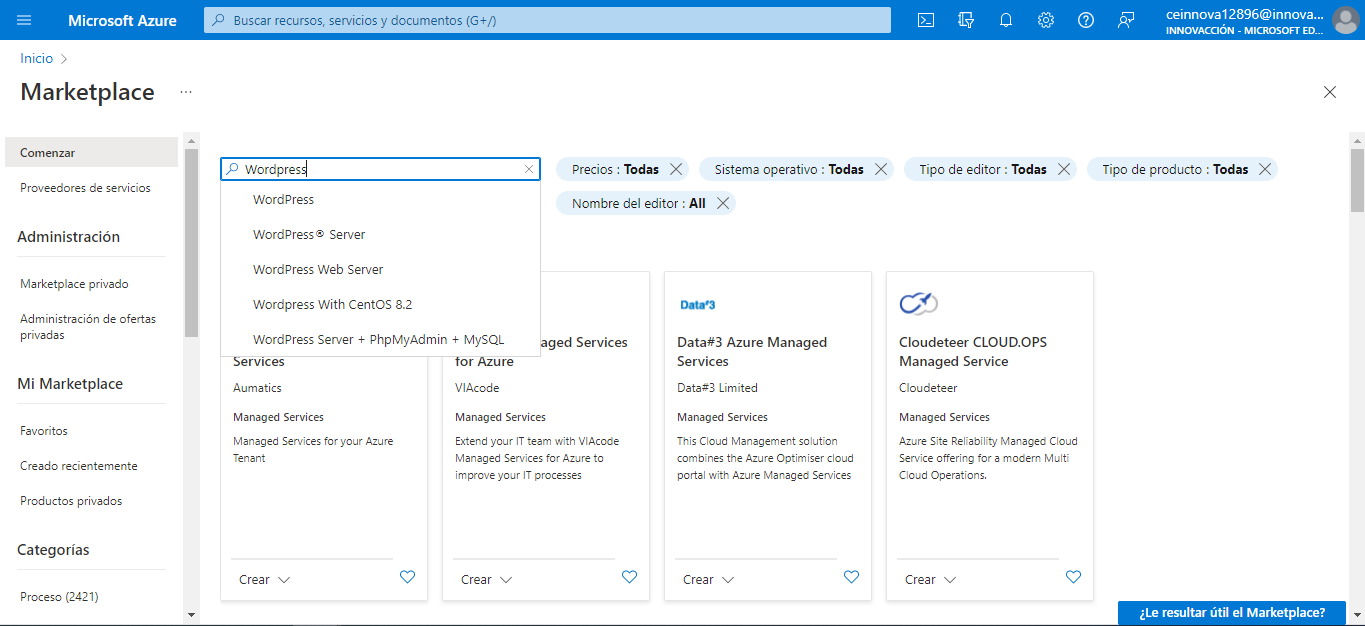 Microsoft Azure
Buscar recursos, servicios y documentos (G+/)
ceinnova12896@innova...
INNOVACCIÓN - MICROSOFT ED...
Inicio
Marketplace
...
Comenzar
Proveedores de servicios
Administración
Marketplace privado
Administración de ofertas
privadas
Mi Marketplace
Favoritos
Creado recientemente
Productos privados
Categorías
Proceso (2421)
Wordpress
WordPress
WordPress® Server
WordPress Web Server
Wordpress With CentOS 8.2
WordPress Server + PhpMyAdmin + MySQL
Precios : Todas
Sistema operativo : Todas
Tipo de editor : Todas
Tipo de producto : Todas
Nombre del editor : All
Services
Aumatics
Managed Services
Managed Services for your Azure
Tenant
Crear
aged Services
for Azure
VIAcode
Managed Services
Extend your IT team with VIAcode
Managed Services for Azure to
improve your IT processes
Crear
Data#3
Data#3 Azure Managed
Services
Data#3 Limited
Managed Services
This Cloud Management solution
combines the Azure Optimiser cloud
portal with Azure Managed Services
Crear
Cloudeteer CLOUD.OPS
Managed Service
Cloudeteer
Managed Services
Azure Site Reliability Managed Cloud
Service offering for a modern Multi
Cloud Operations.
Crear
¿Le resultar útil el Marketplace?